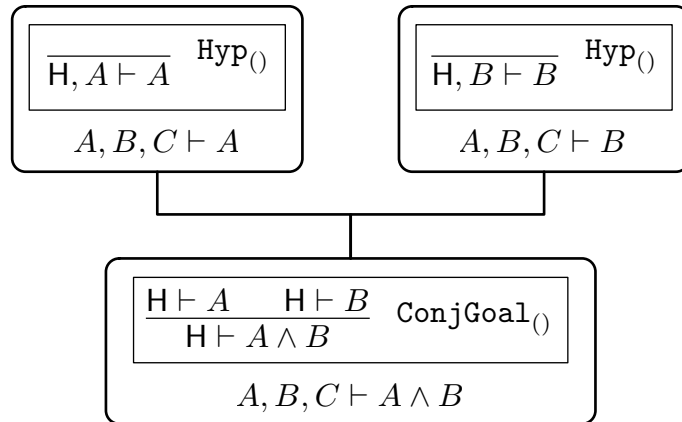 H, A ⊢ A Hyp()
A, B, C ⊢ A
H, B ⊢ B Hyp()
A, B, C ⊢ B
H ⊢ A H ⊢ B
H ⊢ A ∧ B ConjGoal()
A, B, C ⊢ A ∧ B